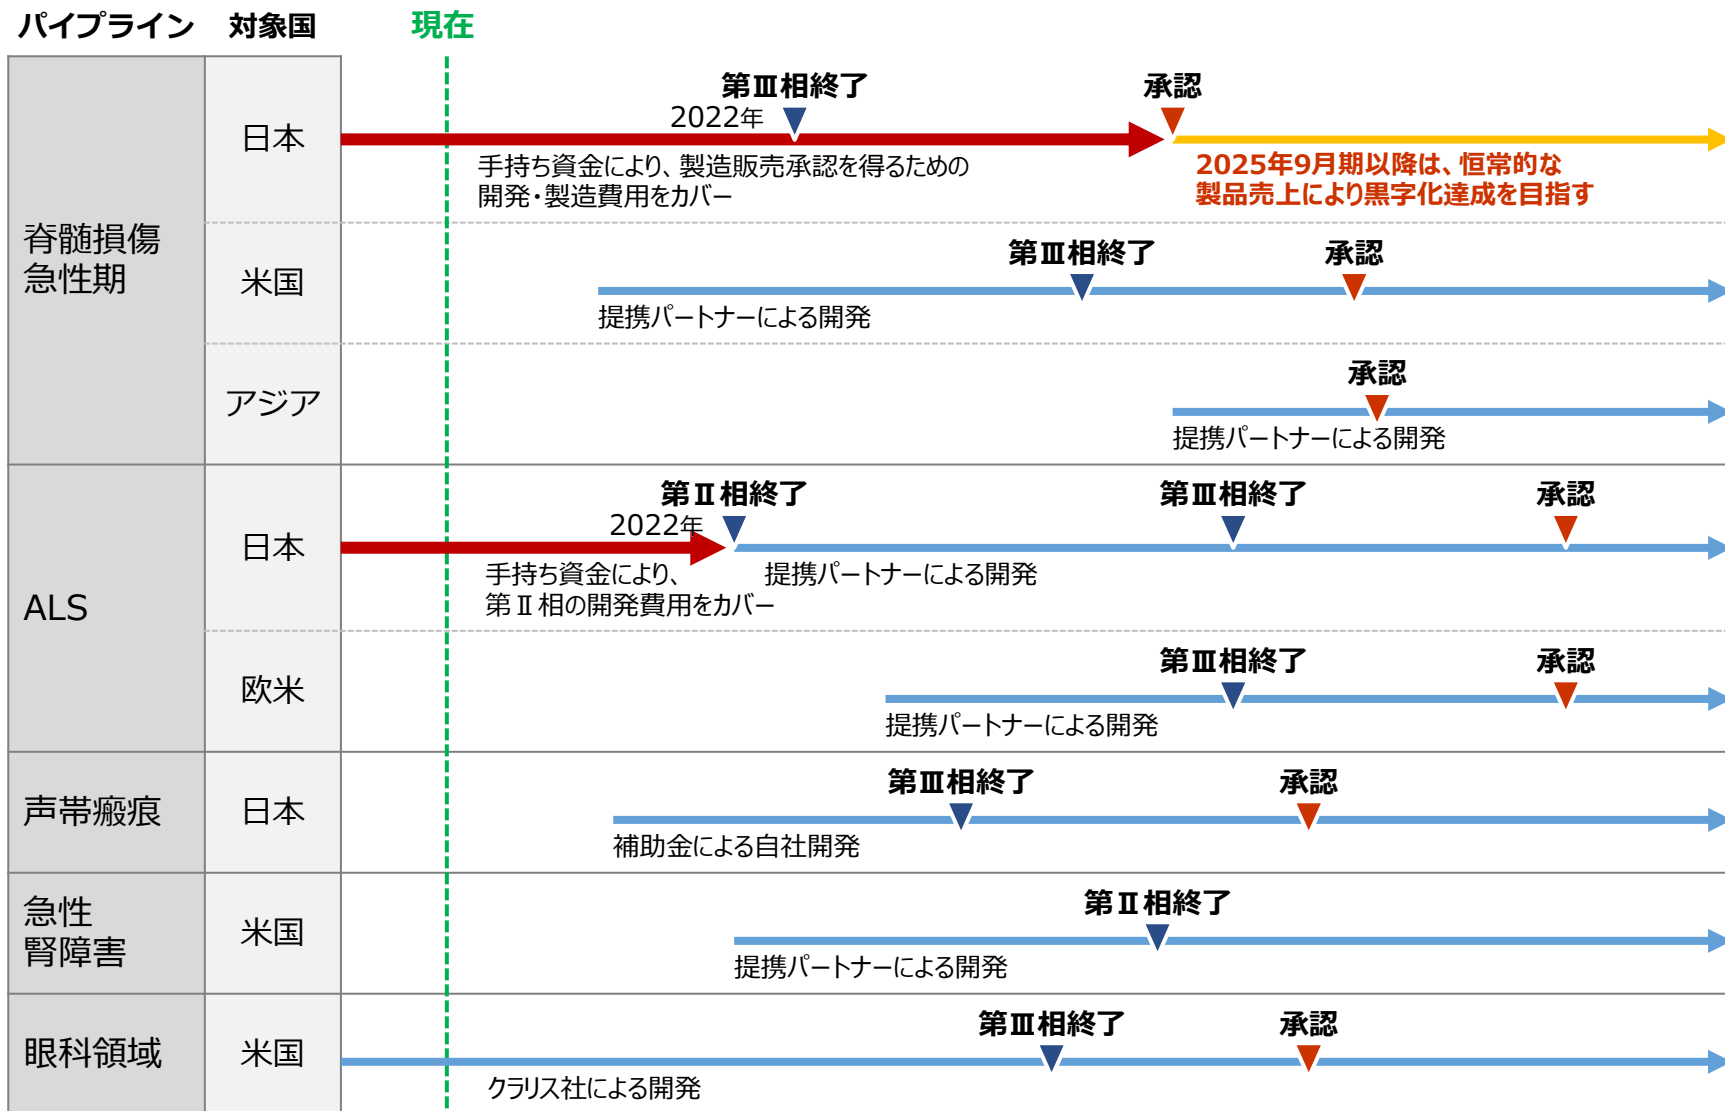 パイプライン 対象国 現在
脊髄損傷
急性期
日本
第Ⅲ相終了
2022年
承認
手持ち資金により、製造販売承認を得るための
開発・製造費用をカバー
2025年9月期以降は、恒常的な
製品売上により黒字化達成を目指す
米国
第Ⅲ相終了
承認
提携パートナーによる開発
アジア
承認
提携パートナーによる開発
ALS
日本
第Ⅱ相終了
2022年
第Ⅲ相終了
承認
手持ち資金により、
第Ⅱ相の開発費用をカバー
提携パートナーによる開発
欧米
第Ⅲ相終了
承認
提携パートナーによる開発
声帯瘢痕
日本
第Ⅲ相終了
承認
補助金による自社開発
急性
腎障害
米国
第Ⅱ相終了
提携パートナーによる開発
眼科領域
米国
第Ⅲ相終了
承認
クラリス社による開発